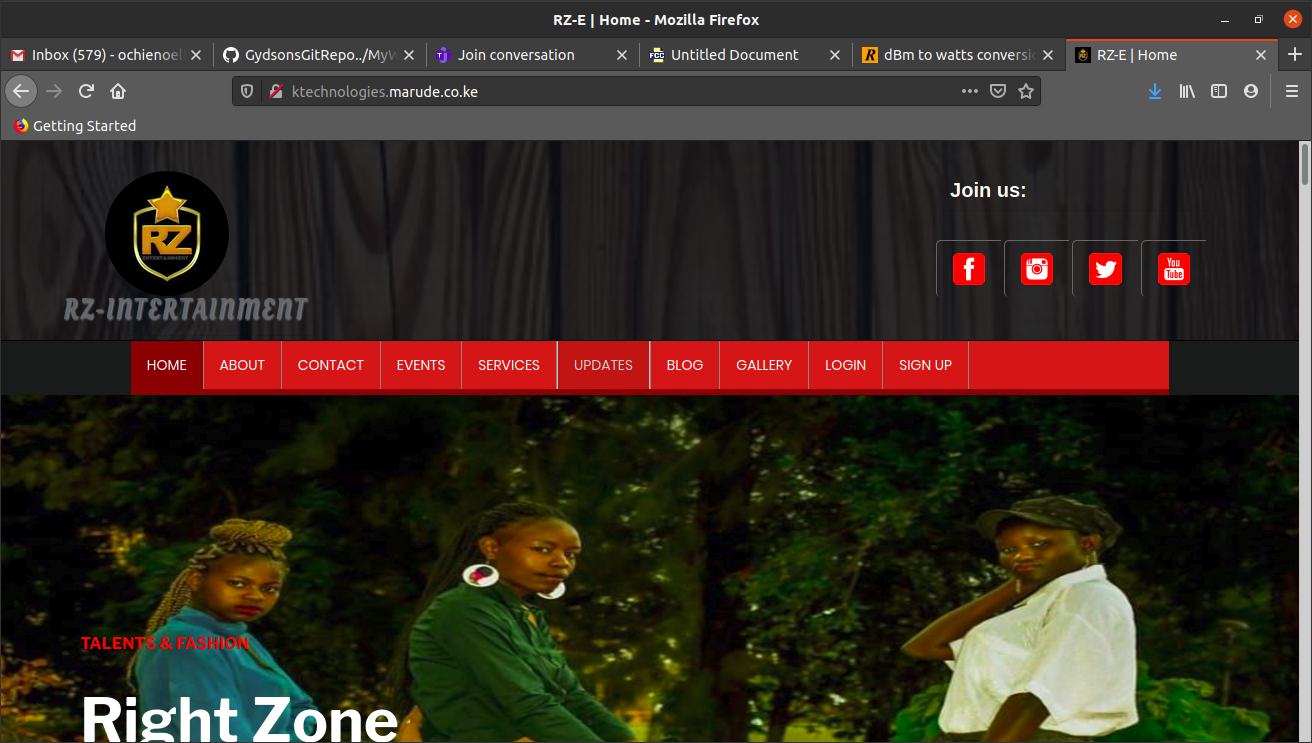 RZ-E | Home - Mozilla Firefox
Inbox (579) - ochienoel
GydsonsGitRepo../MyW
Join conversation
FCC
Untitled Document
R
dBm to watts conversio
RZ-E | Home
ktechnologies.marude.co.ke
Getting Started
RZ
ENTERTAINMENT
RZ-INTERTAINMENT
Join us:
You
Tube
HOME
ABOUT
CONTACT
EVENTS
SERVICES
UPDATES
BLOG
GALLERY
LOGIN
SIGN UP
TALENTS & FASHION
Right Zone